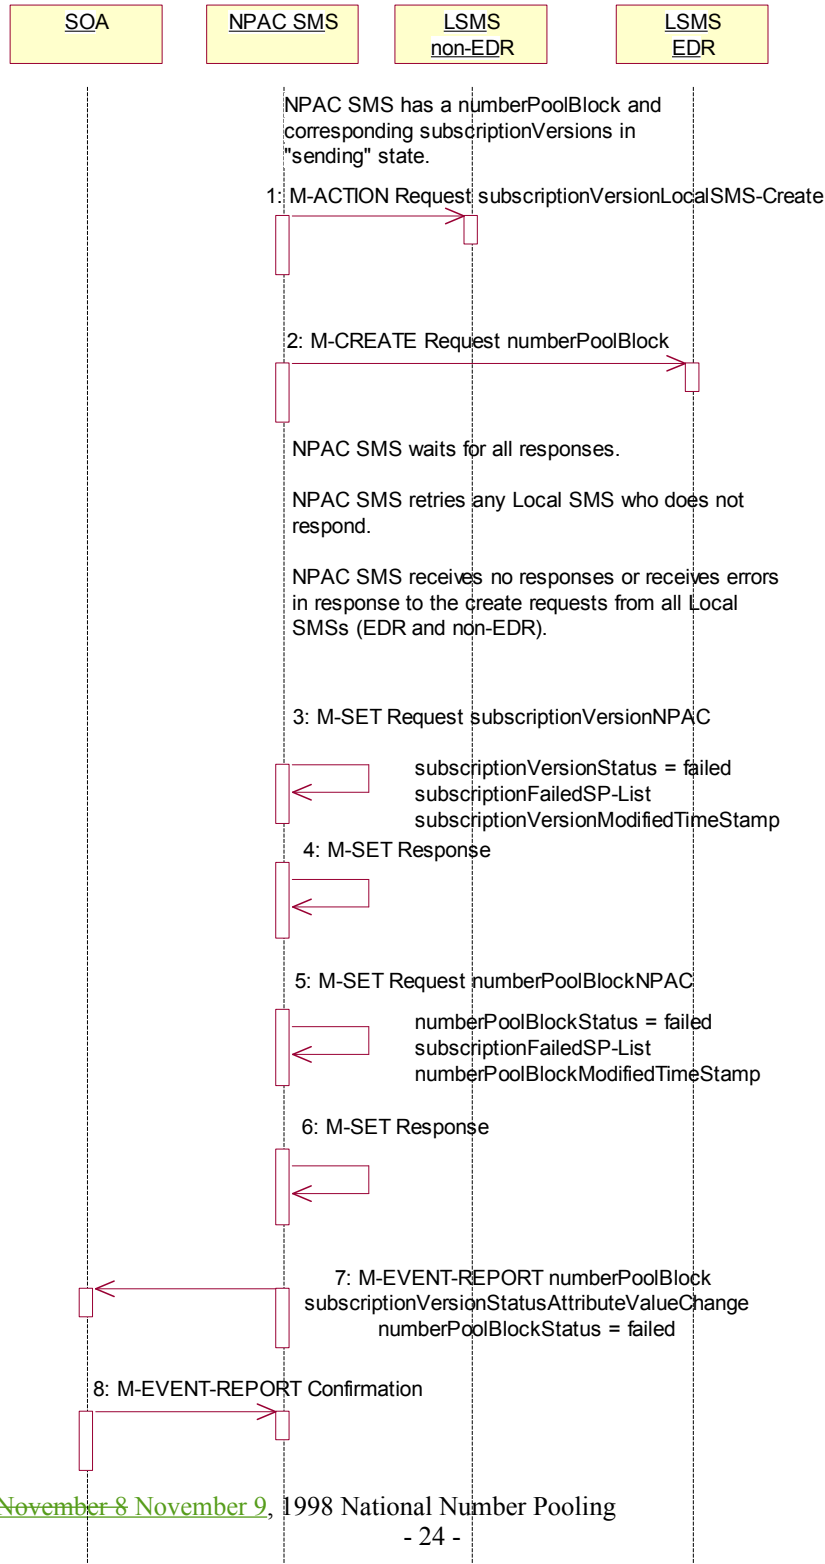 SOA
NPAC SMS
LSMS
non-EDR
LSMS
EDR
NPAC SMS has a numberPoolBlock and
corresponding subscriptionVersions in
"sending" state.
1: M-ACTION Request subscriptionVersionLocalSMS-Create
2: M-CREATE Request numberPoolBlock
NPAC SMS waits for all responses.
NPAC SMS retries any Local SMS who does not
respond.
NPAC SMS receives no responses or receives errors
in response to the create requests from all Local
SMSs (EDR and non-EDR).
3: M-SET Request subscriptionVersionNPAC
subscriptionVersionStatus = failed
subscriptionFailedSP-List
subscriptionVersionModifiedTimeStamp
4: M-SET Response
5: M-SET Request numberPoolBlockNPAC
numberPoolBlockStatus = failed
subscriptionFailedSP-List
numberPoolBlockModifiedTimeStamp
6: M-SET Response
7: M-EVENT-REPORT numberPoolBlock
subscriptionVersionStatusAttributeValueChange
numberPoolBlockStatus = failed
8: M-EVENT-REPORT Confirmation
November 8 November 9, 1998 National Number Pooling
- 24 -